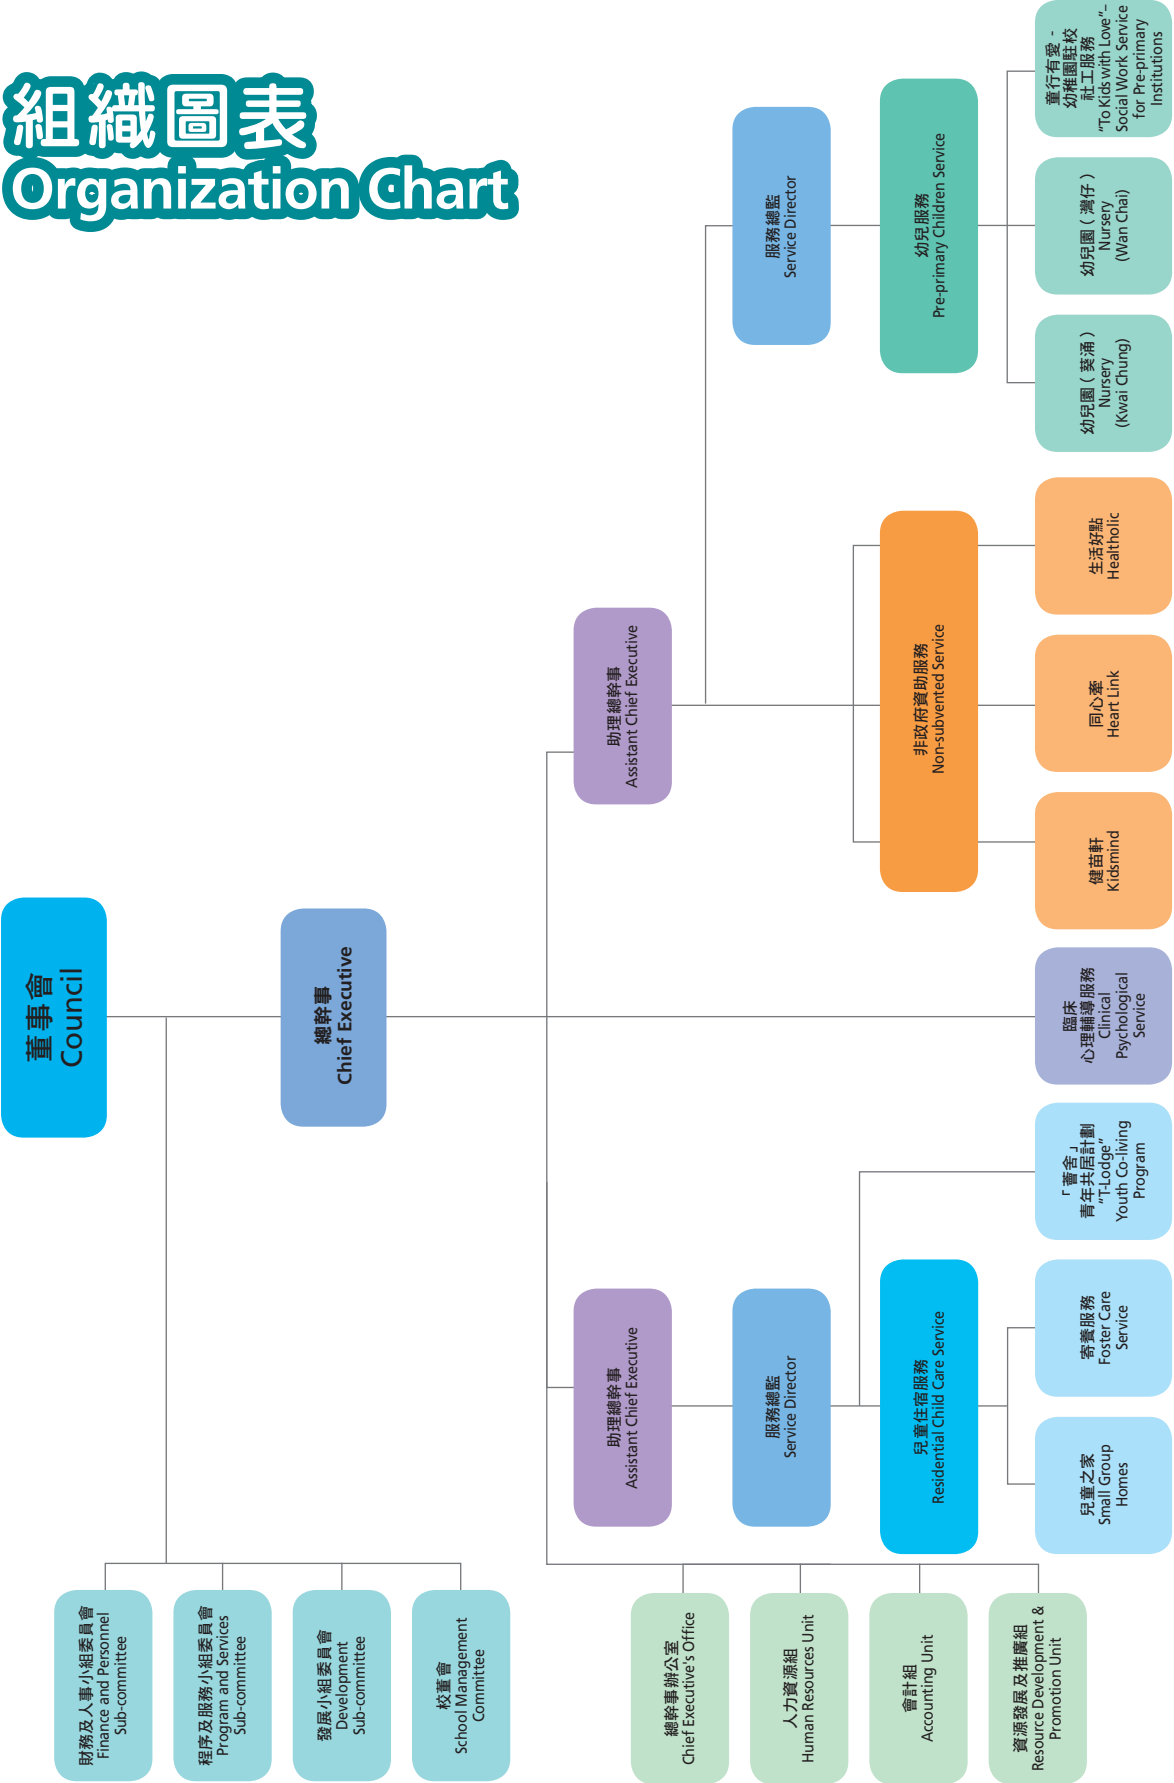 組織圖表
Organization Chart
董事會
Council
總幹事
Chief Executive
財務及人事小組委員會
Finance and Personnel
Sub-committee
程序及服務小組委員會
Program and Services
Sub-committee
發展小組委員會
Development
Sub-committee
校董會
School Management
Committee
助理總幹事
Assistant Chief Executive
助理總幹事
Assistant Chief Executive
服務總監
Service Director
服務總監
Service Director
總幹事辦公室
Chief Executive's Office
人力資源組
Human Resources Unit
會計組
Accounting Unit
資源發展及推廣組
Resource Development &
Promotion Unit
兒童住宿服務
Residential Child Care Service
非政府資助服務
Non-subvented Service
幼兒服務
Pre-primary Children Service
兒童之家
Small Group
Homes
寄養服務
Foster Care
Service
「薈舍」
青年共居計劃
“T-Lodge”
Youth Co-living
Program
臨床
心理輔導服務
Clinical
Psychological
Service
健苗軒
Kidsmind
同心牽
Heart Link
生活好點
Healtholic
幼兒園（葵涌）
Nursery
(Kwai Chung)
幼兒園（灣仔）
Nursery
(Wan Chai)
童行有愛 -
幼稚園駐校
社工服務
“To Kids with Love”–
Social Work Service
for Pre-primary
Institutions